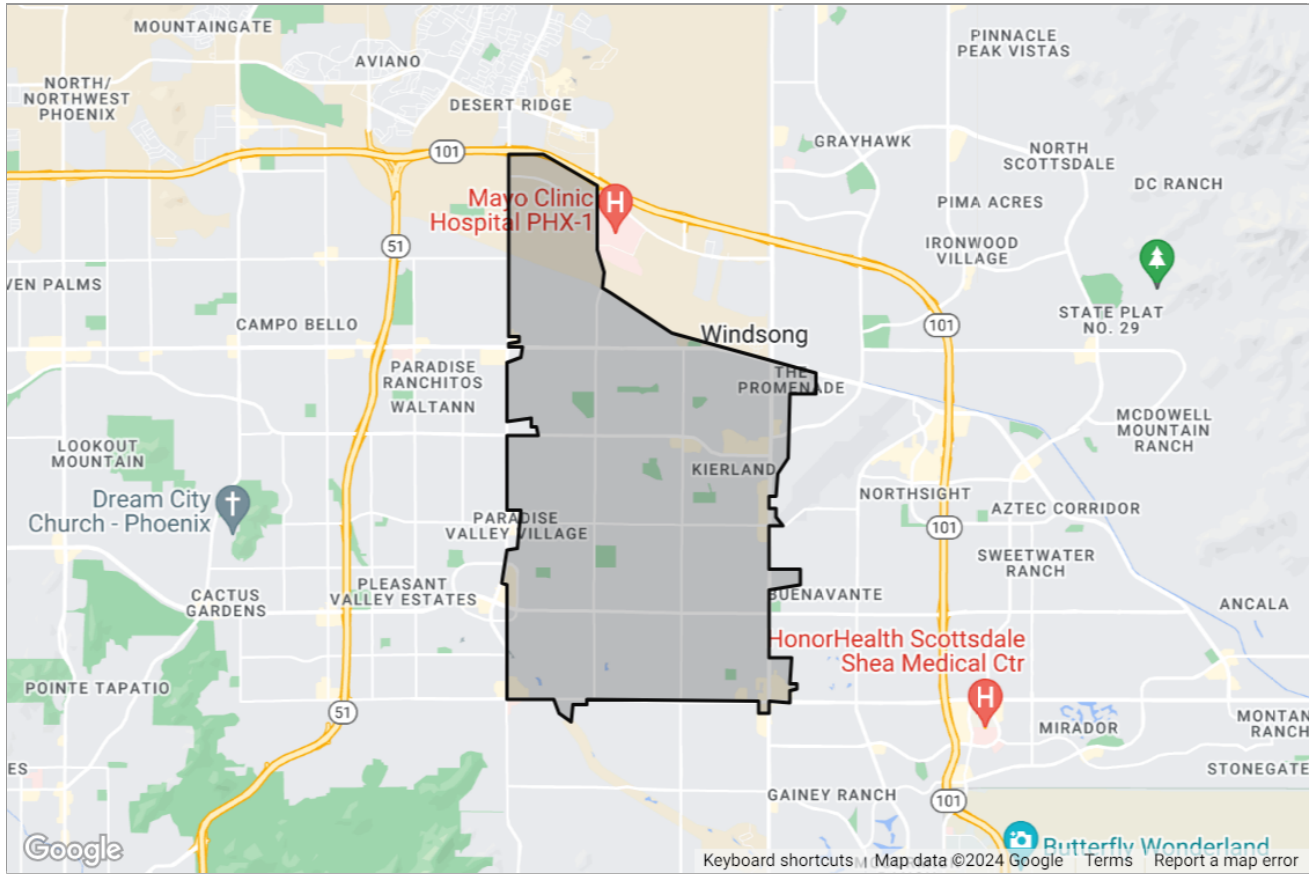 MOUNTAINGATE
PINNACLE
PEAK VISTAS
AVIANO
NORTH/
NORTHWEST
PHOENIX
DESERT RIDGE
GRAYHAWK
NORTH
SCOTTSDALE
101
DC RANCH
Mayo Clinic
Hospital PHX-1
H
PIMA ACRES
51
IRONWOOD
VILLAGE
VEN PALMS
STATE PLAT
NO. 29
CAMPO BELLO
101
Windsong
PARADISE
RANCHITOS
THE
PROMENADE
WALTANN
MCDOWELL
MOUNTAIN
RANCH
LOOKOUT
MOUNTAIN
KIERLAND
Dream City
Church - Phoenix
NORTHSIGHT
AZTEC CORRIDOR
PARADISE
VALLEY VILLAGE
101
SWEETWATER
RANCH
PLEASANT
VALLEY ESTATES
CACTUS
GARDENS
BUENAVANTE
ANCALA
HonorHealth Scottsdale
Shea Medical Ctr
H
POINTE TAPATIO
51
MIRADOR
MONTAN
RANCH
ES
STONEGATE
GAINEY RANCH
101
Butterfly Wonderland
Google
Keyboard shortcuts
Map data ©2024 Google
Terms
Report a map error